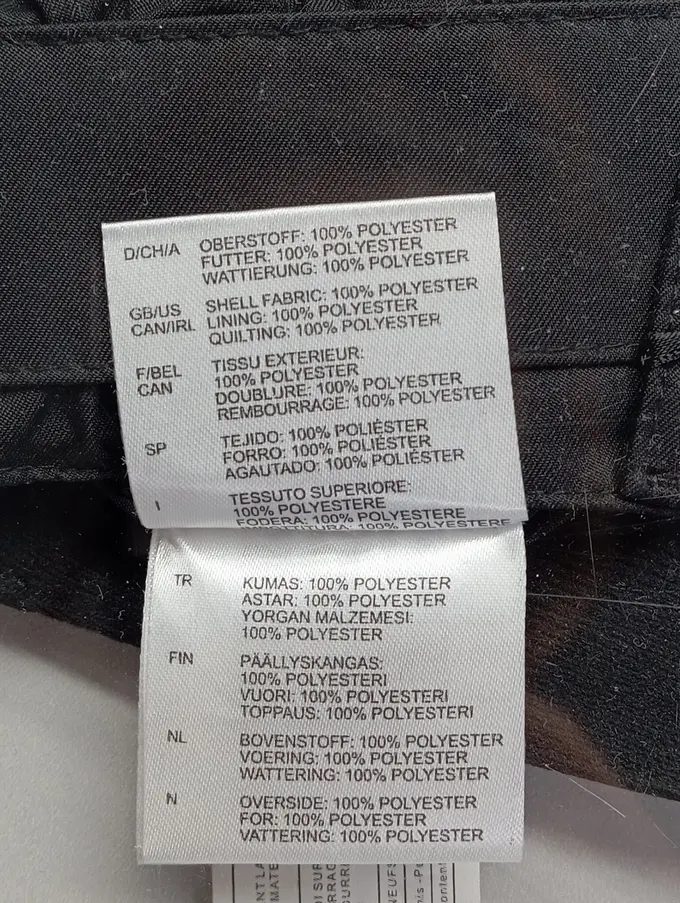 D/CH/A OBERSTOFF: 100% POLYESTER
FUTTER: 100% POLYESTER
WATTIERUNG: 100% POLYESTER
GB/US SHELL FABRIC: 100% POLYESTER
CAN/IRL LINING: 100% POLYESTER
QUILTING: 100% POLYESTER
F/BEL TISSU EXTERIEUR:
CAN 100% POLYESTER
DOUBLURE: 100% POLYESTER
REMBOURRAGE: 100% POLYESTER
SP TEJIDO: 100% POLIÉSTER
FORRO: 100% POLIÉSTER
AGAUTADO: 100% POLIÉSTER
I TESSUTO SUPERIORE:
100% POLYESTERE
FODERA: 100% POLYESTERE
100% POLYESTERE
TR KUMAS: 100% POLYESTER
ASTAR: 100% POLYESTER
YORGAN MALZEMESI:
100% POLYESTER
FIN PÄÄLLYSKANGAS:
100% POLYESTERI
VUORI: 100% POLYESTERI
TOPPAUS: 100% POLYESTERI
NL BOVENSTOFF: 100% POLYESTER
VOERING: 100% POLYESTER
WATTERING: 100% POLYESTER
N OVERSIDE: 100% POLYESTER
FOR: 100% POLYESTER
VATTERING: 100% POLYESTER